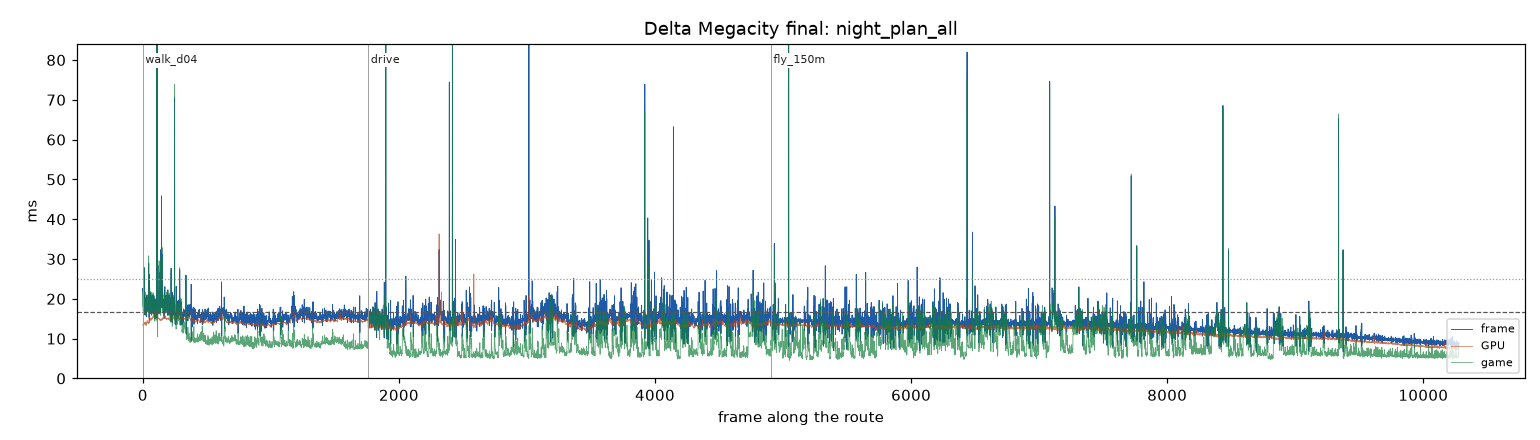 Delta Megacity final: night_plan_all
80
70
60
50
40
30
20
10
0
ms
walk_d04
drive
fly_150m
frame
GPU
game
0
2000
4000
6000
8000
10000
frame along the route